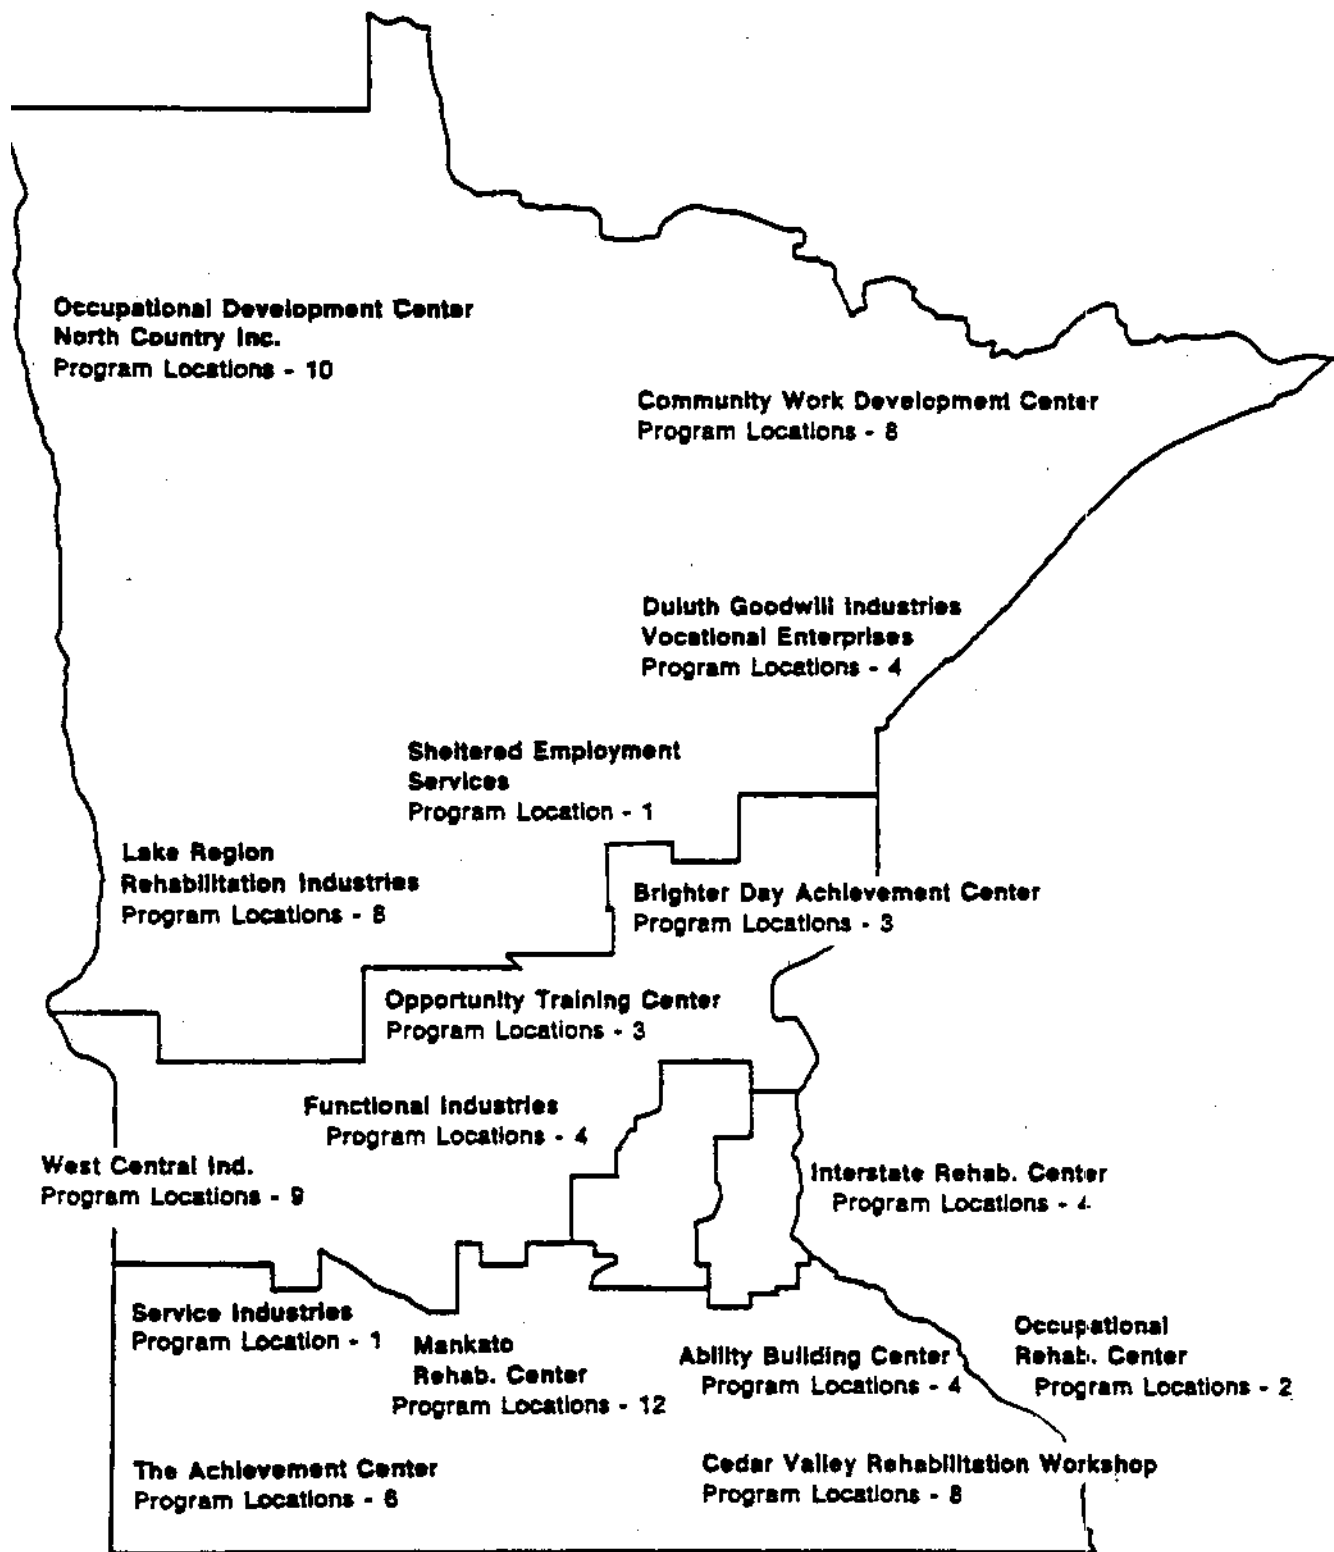 Occupational Development Center
North Country Inc.
Program Locations - 10
Community Work Development Center
Program Locations - 8
Duluth Goodwill Industries
Vocational Enterprises
Program Locations - 4
Sheltered Employment
Services
Program Location - 1
Lake Region
Rehabilitation Industries
Program Locations - 8
Brighter Day Achievement Center
Program Locations - 3
Opportunity Training Center
Program Locations - 3
Functional Industries
Program Locations - 4
West Central Ind.
Program Locations - 9
Interstate Rehab. Center
Program Locations - 4
Service Industries
Program Location - 1
Mankato
Rehab. Center
Program Locations - 12
Ability Building Center
Program Locations - 4
Occupational
Rehab. Center
Program Locations - 2
The Achievement Center
Program Locations - 6
Cedar Valley Rehabilitation Workshop
Program Locations - 8